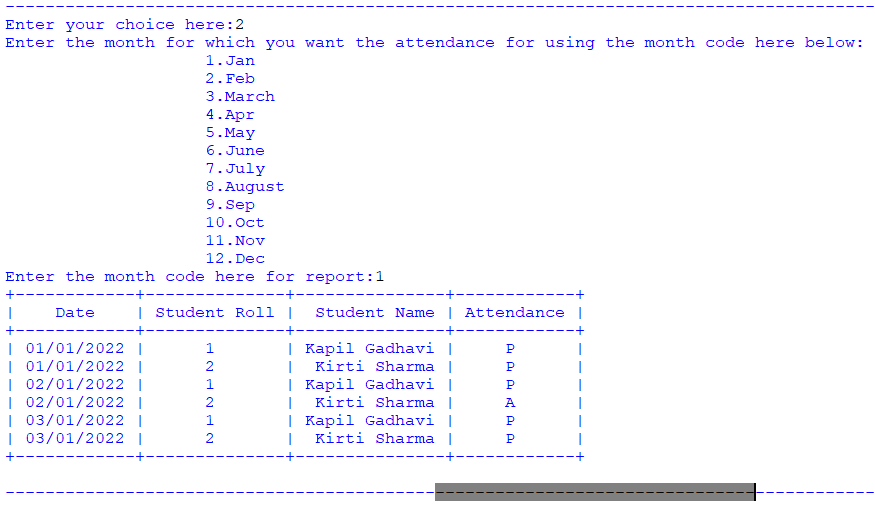 ---------------------------------------------------------------------------------------
Enter your choice here:2
Enter the month for which you want the attendance for using the month code here below:
                    1.Jan
                    2.Feb
                    3.March
                    4.Apr
                    5.May
                    6.June
                    7.July
                    8.August
                    9.Sep
                    10.Oct
                    11.Nov
                    12.Dec
Enter the month code here for report:1
+------------+--------------+---------------+------------+
|    Date    | Student Roll |  Student Name | Attendance |
+------------+--------------+---------------+------------+
| 01/01/2022 |      1       | Kapil Gadhavi |     P      |
| 01/01/2022 |      2       |  Kirti Sharma |     P      |
| 02/01/2022 |      1       | Kapil Gadhavi |     P      |
| 02/01/2022 |      2       |  Kirti Sharma |     A      |
| 03/01/2022 |      1       | Kapil Gadhavi |     P      |
| 03/01/2022 |      2       |  Kirti Sharma |     P      |
+------------+--------------+---------------+------------+
---------------------------------------------------------------------------------------